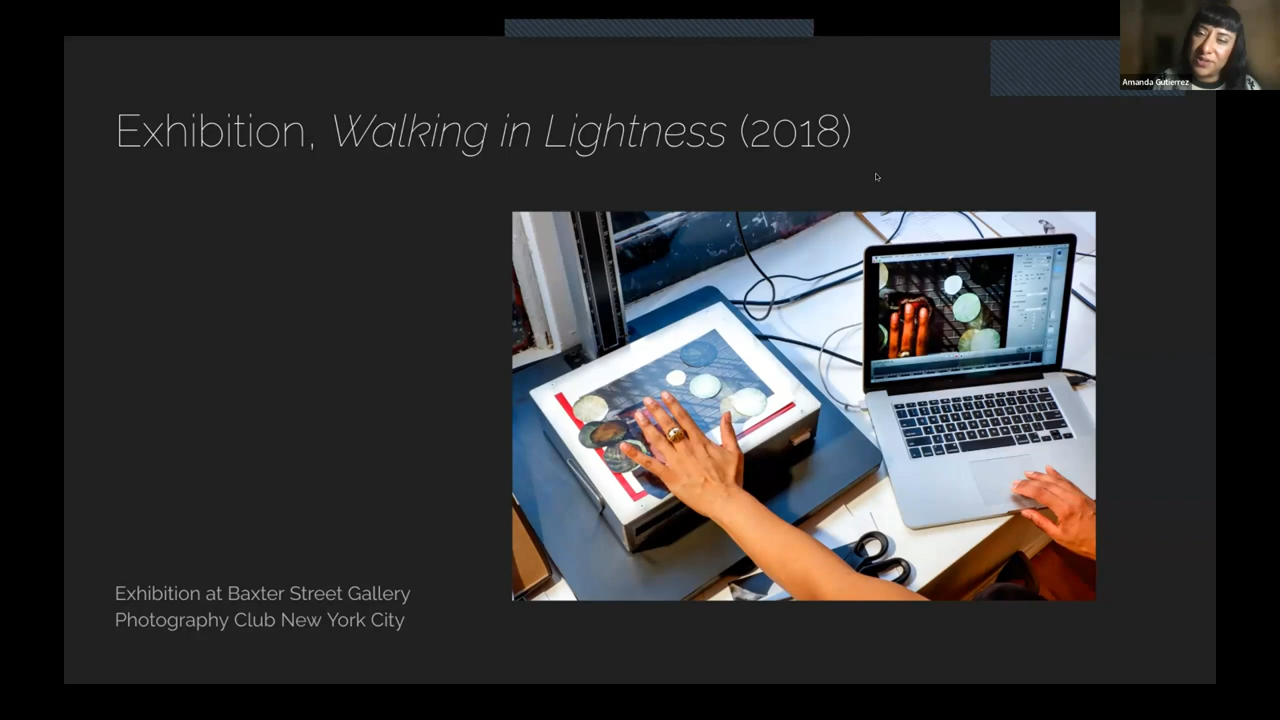 Amanda Gutierrez
Exhibition, Walking in Lightness (2018)
Exhibition at Baxter Street Gallery
Photography Club New York City